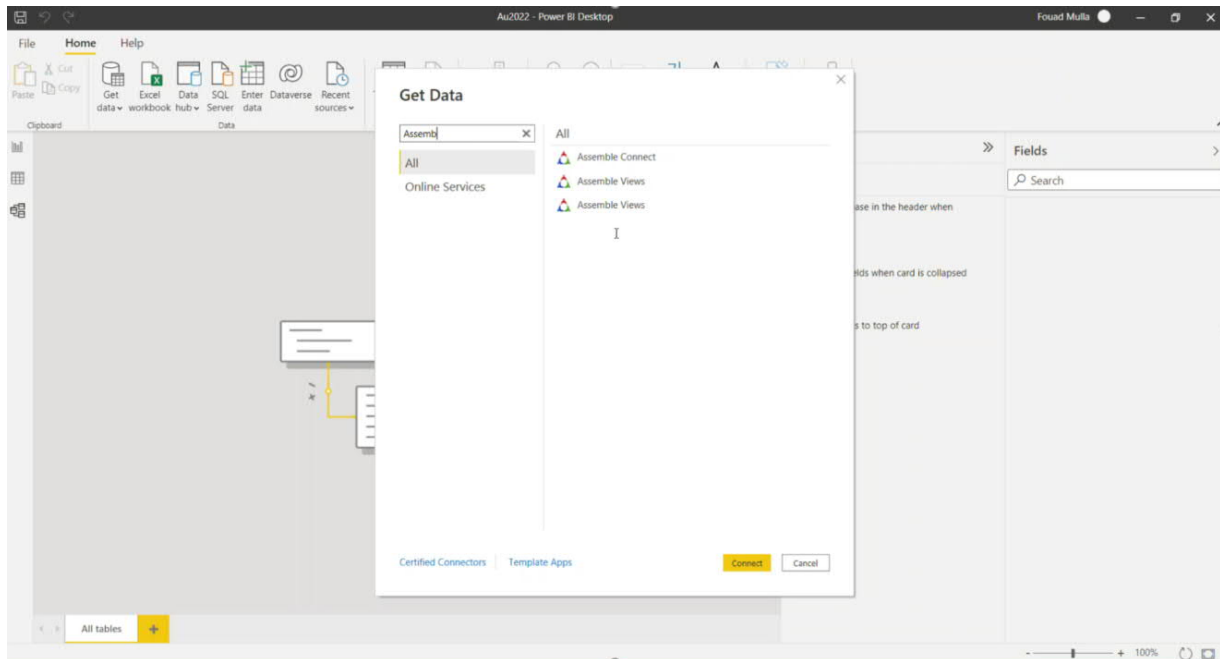 Au2022 - Power BI Desktop
Fouad Mulla
File Home Help
Paste
Cut
Copy
Clipboard
Get data
Excel workbook
Data hub
SQL Server
Enter data
Dataverse
Recent sources
Data
Get Data
Assemb
All
Online Services
All
Assemble Connect
Assemble Views
Assemble Views
Certified Connectors
Template Apps
Connect
Cancel
ase in the header when
elds when card is collapsed
s to top of card
Fields
Search
All tables
100%